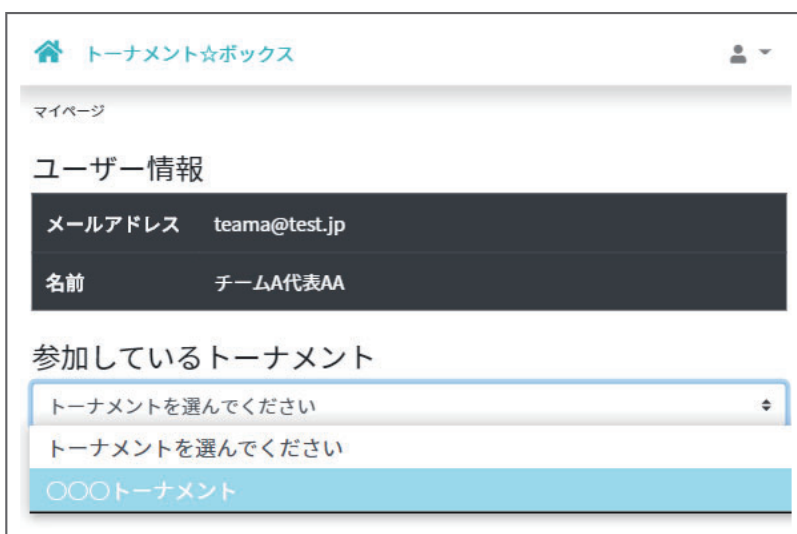 トーナメント☆ボックス
マイページ
ユーザー情報
メールアドレス teama@test.jp
名前 チームA代表AA
参加しているトーナメント
トーナメントを選んでください
トーナメントを選んでください
〇〇〇トーナメント